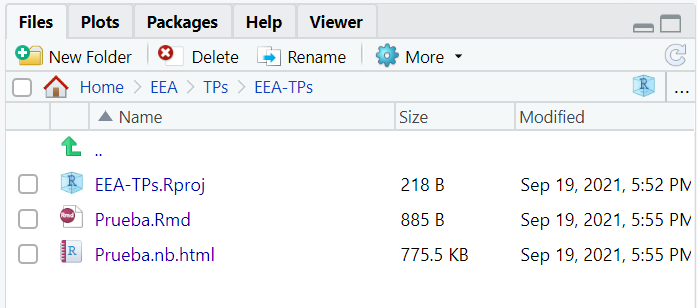 Files Plots Packages Help Viewer
New Folder Delete Rename More
Home EEA TPs EEA-TPs R ...
Name Size Modified
..
R EEA-TPs.Rproj 218 B Sep 19, 2021, 5:52 PM
Rmd Prueba.Rmd 885 B Sep 19, 2021, 5:55 PM
R Prueba.nb.html 775.5 KB Sep 19, 2021, 5:55 PM